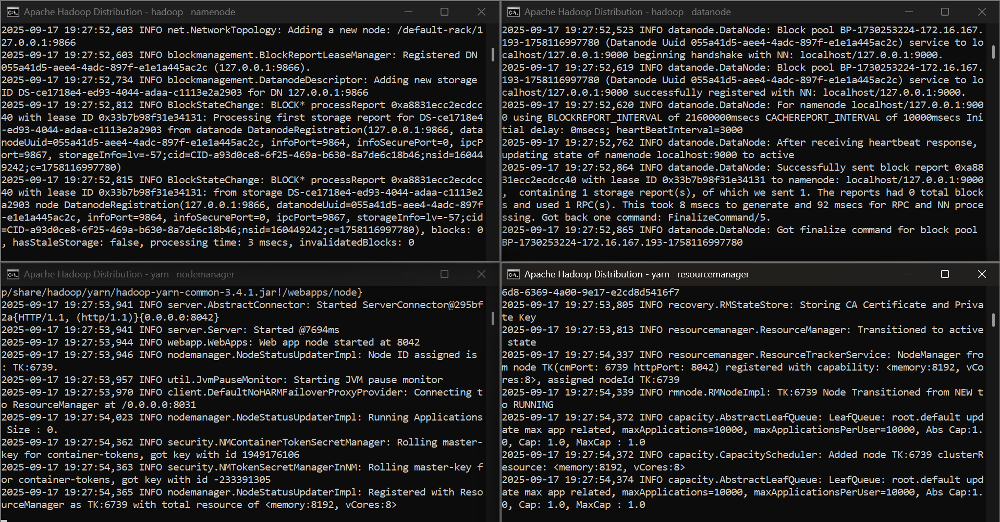 Apache Hadoop Distribution - hadoop   namenode
2025-09-17 19:27:52,603 INFO net.NetworkTopology: Adding a new node: /default-rack/1
27.0.0.1:9866
2025-09-17 19:27:52,603 INFO blockmanagement.BlockReportLeaseManager: Registered DN
055a41d5-aee4-4adc-897f-e1e1a445ac2c (127.0.0.1:9866).
2025-09-17 19:27:52,734 INFO blockmanagement.DatanodeDescriptor: Adding new storage
ID DS-ce1718e4-ed93-4044-adaa-c1113e2a2903 for DN 127.0.0.1:9866
2025-09-17 19:27:52,812 INFO BlockStateChange: BLOCK* processReport 0xa8831ecc2ecdcc
40 with lease ID 0x33b7b98f31e34131: Processing first storage report for DS-ce1718e4
-ed93-4044-adaa-c1113e2a2903 from datanode DatanodeRegistration(127.0.0.1:9866, data
nodeUuid=055a41d5-aee4-4adc-897f-e1e1a445ac2c, infoPort=9864, infoSecurePort=0, ipcP
ort=9867, storageInfo=lv=-57;cid=CID-a93d0ce8-6f25-469a-b630-8a7de6c18b46;nsid=16044
9242;c=1758116997780)
2025-09-17 19:27:52,815 INFO BlockStateChange: BLOCK* processReport 0xa8831ecc2ecdcc
40 with lease ID 0x33b7b98f31e34131: from storage DS-ce1718e4-ed93-4044-adaa-c1113e2
a2903 node DatanodeRegistration(127.0.0.1:9866, datanodeUuid=055a41d5-aee4-4adc-897f
-e1e1a445ac2c, infoPort=9864, infoSecurePort=0, ipcPort=9867, storageInfo=lv=-57;cid
=CID-a93d0ce8-6f25-469a-b630-8a7de6c18b46;nsid=160449242;c=1758116997780), blocks: 0
, hasStaleStorage: false, processing time: 3 msecs, invalidatedBlocks: 0
Apache Hadoop Distribution - hadoop   datanode
2025-09-17 19:27:52,523 INFO datanode.DataNode: Block pool BP-1730253224-172.16.167.
193-1758116997780 (Datanode Uuid 055a41d5-aee4-4adc-897f-e1e1a445ac2c) service to lo
calhost/127.0.0.1:9000 beginning handshake with NN: localhost/127.0.0.1:9000.
2025-09-17 19:27:52,619 INFO datanode.DataNode: Block pool BP-1730253224-172.16.167.
193-1758116997780 (Datanode Uuid 055a41d5-aee4-4adc-897f-e1e1a445ac2c) service to lo
calhost/127.0.0.1:9000 successfully registered with NN: localhost/127.0.0.1:9000.
2025-09-17 19:27:52,620 INFO datanode.DataNode: For namenode localhost/127.0.0.1:900
0 using BLOCKREPORT_INTERVAL of 21600000msecs CACHEREPORT_INTERVAL of 10000msecs Ini
tial delay: 0msecs; heartBeatInterval=3000
2025-09-17 19:27:52,762 INFO datanode.DataNode: After receiving heartbeat response,
updating state of namenode localhost:9000 to active
2025-09-17 19:27:52,864 INFO datanode.DataNode: Successfully sent block report 0xa88
31ecc2ecdcc40 with lease ID 0x33b7b98f31e34131 to namenode: localhost/127.0.0.1:9000
,  containing 1 storage report(s), of which we sent 1. The reports had 0 total block
s and used 1 RPC(s). This took 8 msecs to generate and 92 msecs for RPC and NN proce
ssing. Got back one command: FinalizeCommand/5.
2025-09-17 19:27:52,865 INFO datanode.DataNode: Got finalize command for block pool
BP-1730253224-172.16.167.193-1758116997780
Apache Hadoop Distribution - yarn   nodemanager
p/share/hadoop/yarn/hadoop-yarn-common-3.4.1.jar!/webapps/node}
2025-09-17 19:27:53,941 INFO server.AbstractConnector: Started ServerConnector@295bf
2a{HTTP/1.1, (http/1.1)}{0.0.0.0:8042}
2025-09-17 19:27:53,941 INFO server.Server: Started @7694ms
2025-09-17 19:27:53,944 INFO webapp.WebApps: Web app node started at 8042
2025-09-17 19:27:53,946 INFO nodemanager.NodeStatusUpdaterImpl: Node ID assigned is
: TK:6739.
2025-09-17 19:27:53,957 INFO util.JvmPauseMonitor: Starting JVM pause monitor
2025-09-17 19:27:53,970 INFO client.DefaultNoHARMFailoverProxyProvider: Connecting t
o ResourceManager at /0.0.0.0:8031
2025-09-17 19:27:54,023 INFO nodemanager.NodeStatusUpdaterImpl: Running Applications
 Size : 0.
2025-09-17 19:27:54,362 INFO security.NMContainerTokenSecretManager: Rolling master-
key for container-tokens, got key with id 1949176106
2025-09-17 19:27:54,363 INFO security.NMTokenSecretManagerInNM: Rolling master-key f
or container-tokens, got key with id -233391305
2025-09-17 19:27:54,365 INFO nodemanager.NodeStatusUpdaterImpl: Registered with Reso
urceManager as TK:6739 with total resource of <memory:8192, vCores:8>
Apache Hadoop Distribution - yarn   resourcemanager
6d8-6369-4a00-9e17-e2cd8d5416f7
2025-09-17 19:27:53,805 INFO recovery.RMStateStore: Storing CA Certificate and Priva
te Key
2025-09-17 19:27:53,813 INFO resourcemanager.ResourceManager: Transitioned to active
 state
2025-09-17 19:27:54,337 INFO resourcemanager.ResourceTrackerService: NodeManager fro
m node TK(cmPort: 6739 httpPort: 8042) registered with capability: <memory:8192, vCo
res:8>, assigned nodeId TK:6739
2025-09-17 19:27:54,339 INFO rmnode.RMNodeImpl: TK:6739 Node Transitioned from NEW t
o RUNNING
2025-09-17 19:27:54,372 INFO capacity.AbstractLeafQueue: LeafQueue: root.default upd
ate max app related, maxApplications=10000, maxApplicationsPerUser=10000, Abs Cap:1.
0, Cap: 1.0, MaxCap : 1.0
2025-09-17 19:27:54,372 INFO capacity.CapacityScheduler: Added node TK:6739 clusterR
esource: <memory:8192, vCores:8>
2025-09-17 19:27:54,374 INFO capacity.AbstractLeafQueue: LeafQueue: root.default upd
ate max app related, maxApplications=10000, maxApplicationsPerUser=10000, Abs Cap:1.
0, Cap: 1.0, MaxCap : 1.0